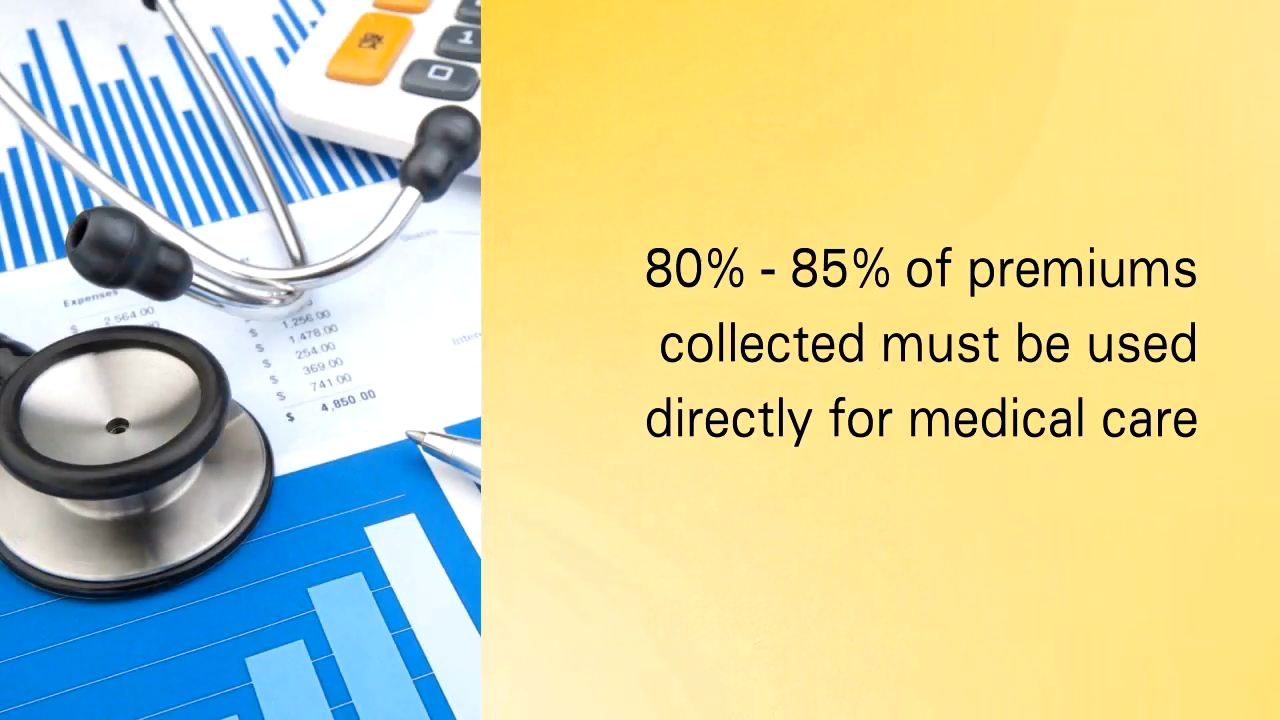 1
Expenses
$ 2,564.00
$ 1,256.00
$ 1,478.00
$ 254.00
$ 369.00
$ 741.00
$ 4,850.00
80% - 85% of premiums
collected must be used
directly for medical care